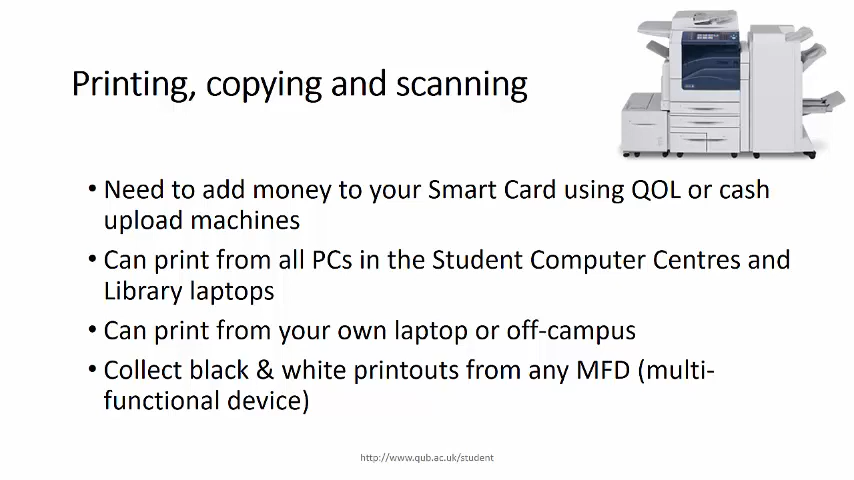 Printing, copying and scanning
• Need to add money to your Smart Card using QOL or cash
upload machines
• Can print from all PCs in the Student Computer Centres and
Library laptops
• Can print from your own laptop or off-campus
• Collect black & white printouts from any MFD (multi-
functional device)
http://www.qub.ac.uk/student